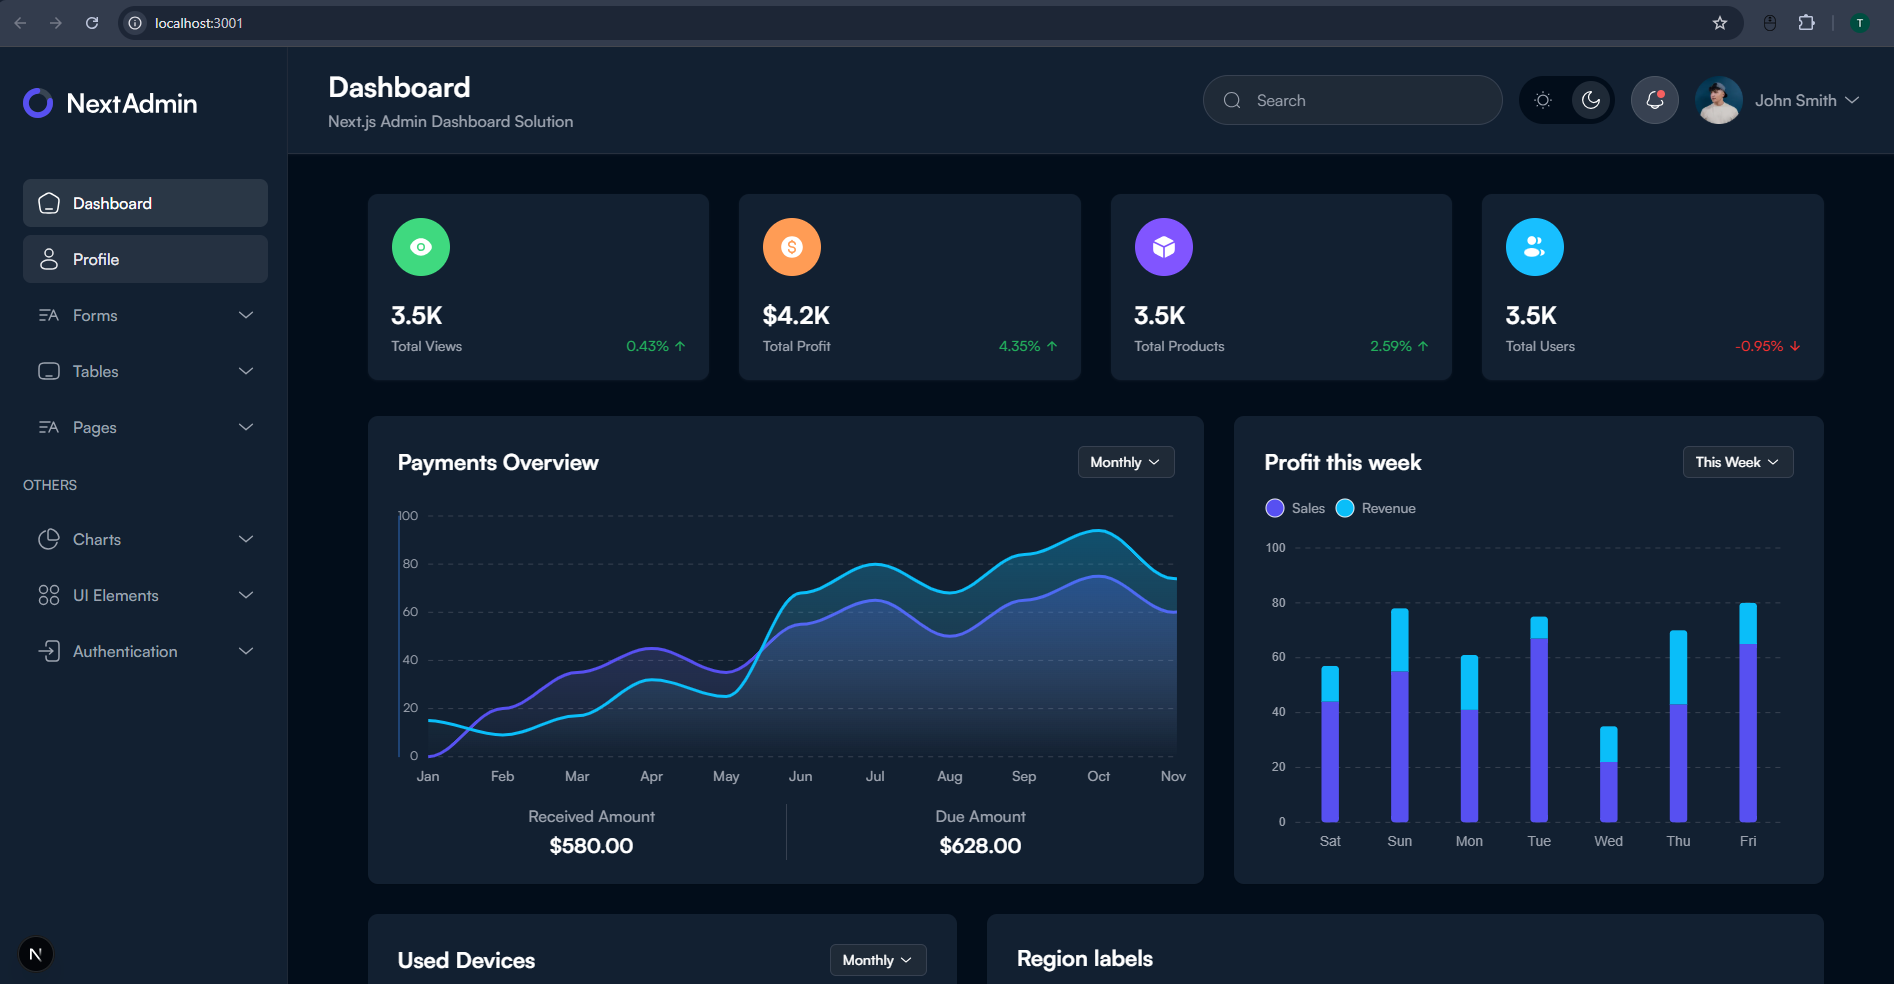 localhost:3001
T
NextAdmin
Dashboard
Next.js Admin Dashboard Solution
Search
John Smith
Dashboard
Profile
Forms
Tables
Pages
OTHERS
Charts
UI Elements
Authentication
N
3.5K
Total Views
0.43%
$4.2K
Total Profit
4.35%
3.5K
Total Products
2.59%
3.5K
Total Users
-0.95%
Payments Overview
Monthly
100
80
60
40
20
0
Jan Feb Mar Apr May Jun Jul Aug Sep Oct Nov
Received Amount
$580.00
Due Amount
$628.00
Profit this week
This Week
Sales Revenue
100
80
60
40
20
0
Sat Sun Mon Tue Wed Thu Fri
Used Devices
Monthly
Region labels